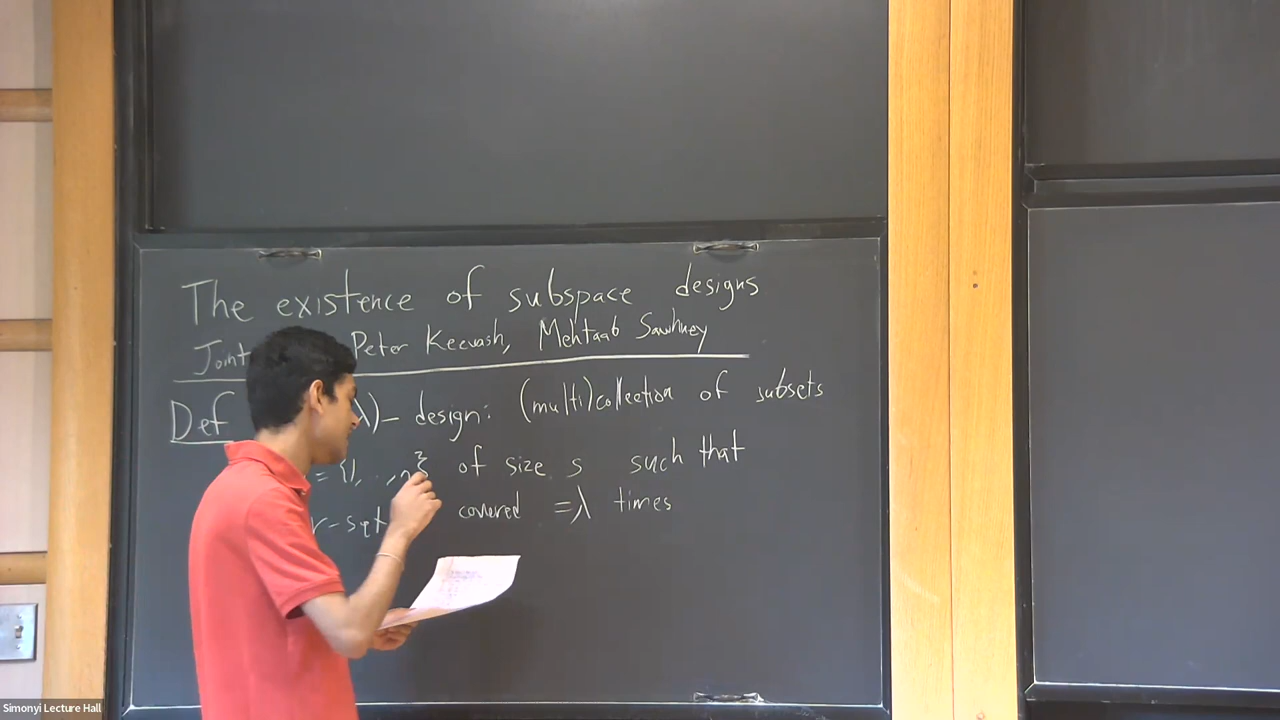 The existence of subspace designs
Joint Peter Keevash, Mehtaab Sawhney
Def λ)- design: (multi)collection of subsets
= {1, ..., n} of size s such that
r-set covered =λ times
Simonyi Lecture Hall